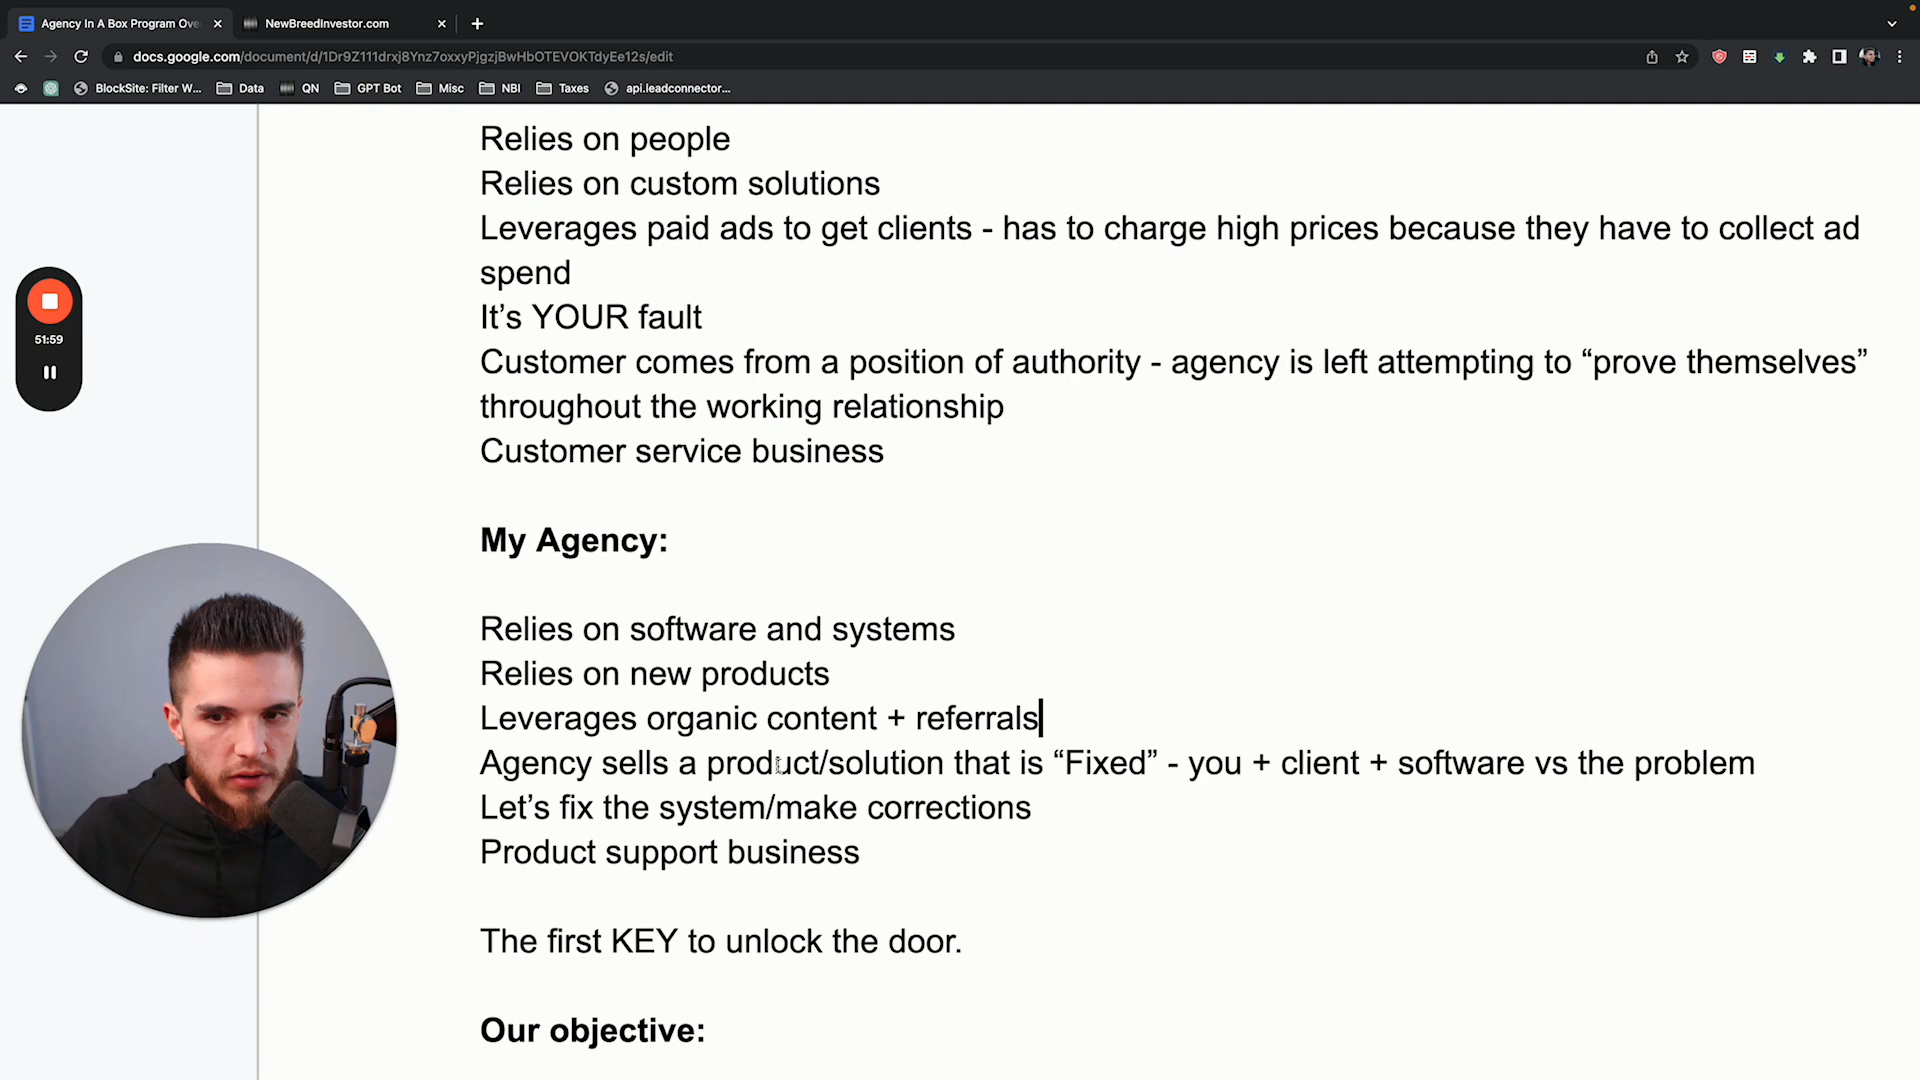 Agency In A Box Program Ove
NewBreedInvestor.com
docs.google.com/document/d/1Dr9Z111drxj8Ynz7oxxyPjgzjBwHbOTEVOKTdyEe12s/edit
BlockSite: Filter W...
Data
QN
GPT Bot
Misc
NBI
Taxes
api.leadconnector...
Relies on people
Relies on custom solutions
Leverages paid ads to get clients - has to charge high prices because they have to collect ad
spend
It’s YOUR fault
Customer comes from a position of authority - agency is left attempting to “prove themselves”
throughout the working relationship
Customer service business
51:59
My Agency:
Relies on software and systems
Relies on new products
Leverages organic content + referrals
Agency sells a product/solution that is “Fixed” - you + client + software vs the problem
Let’s fix the system/make corrections
Product support business
The first KEY to unlock the door.
Our objective: